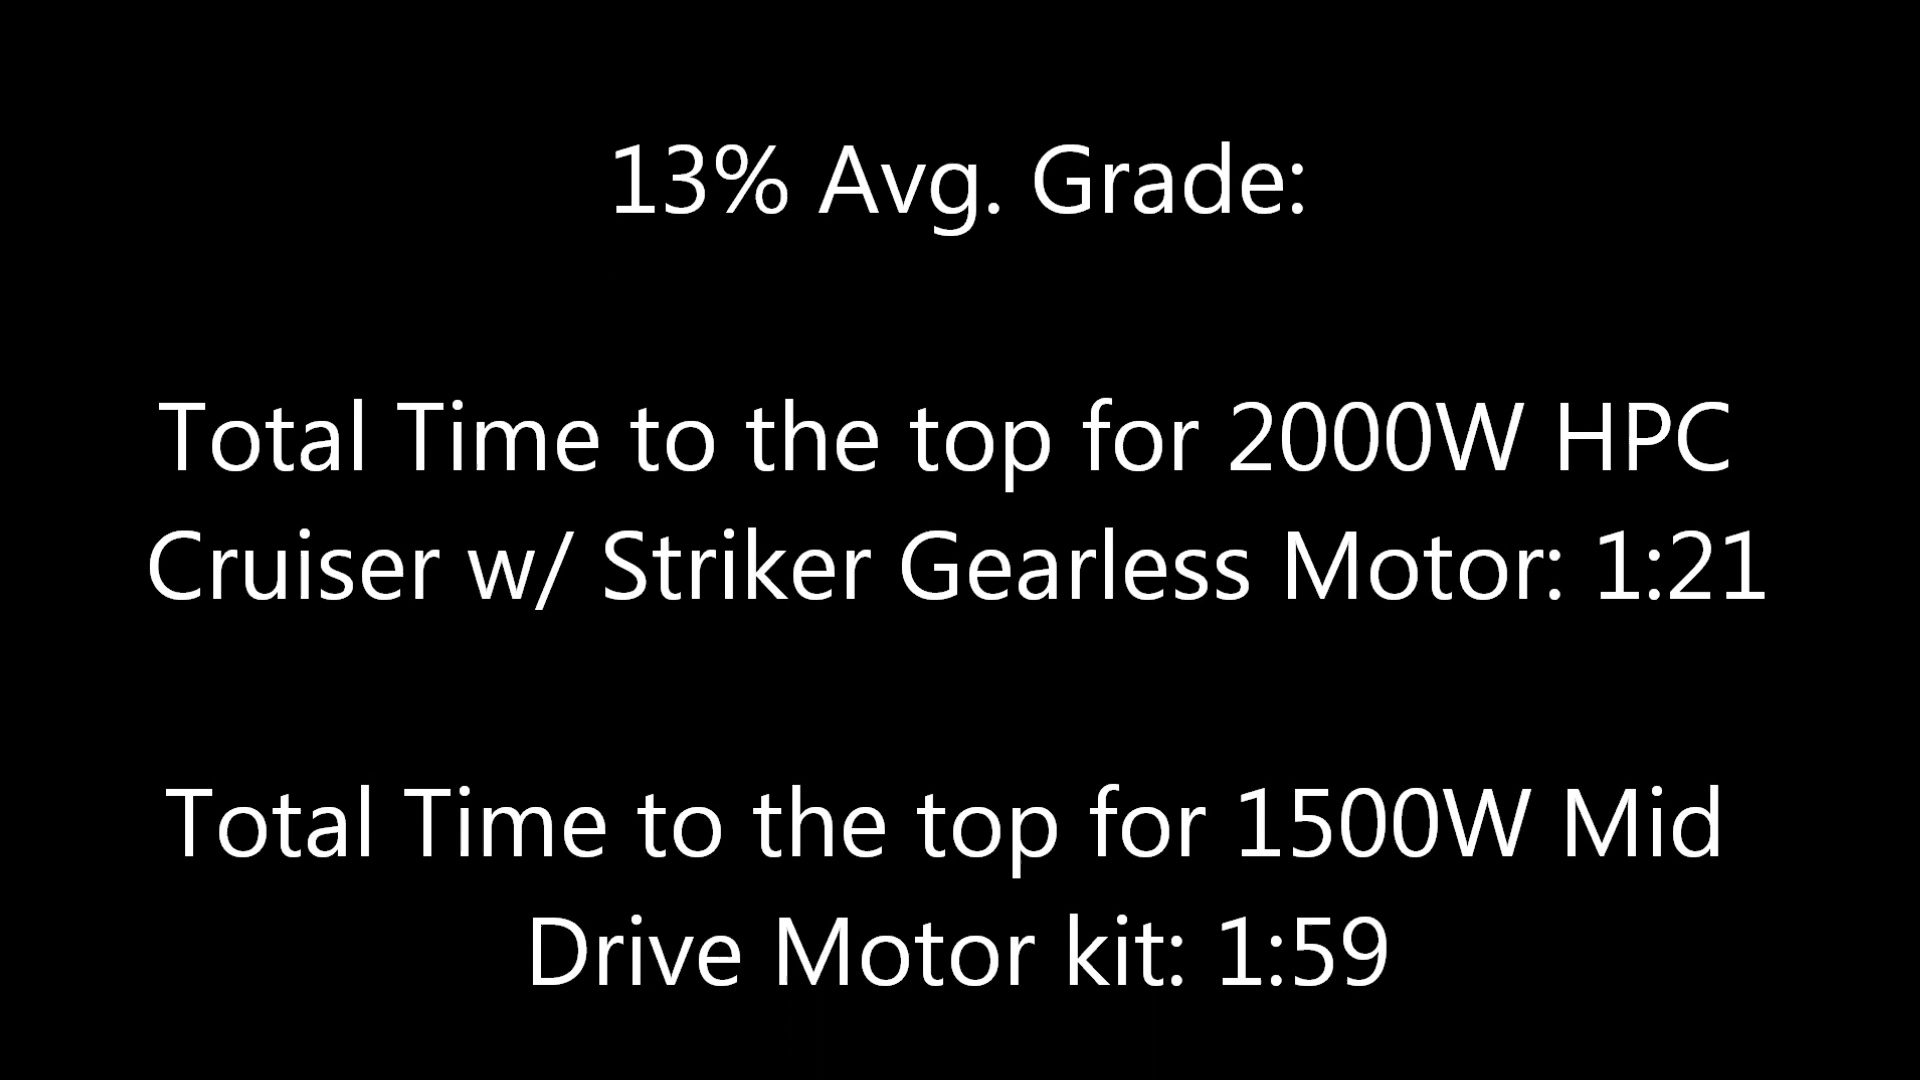 13% Avg. Grade:
Total Time to the top for 2000W HPC
Cruiser w/ Striker Gearless Motor: 1:21
Total Time to the top for 1500W Mid
Drive Motor kit: 1:59